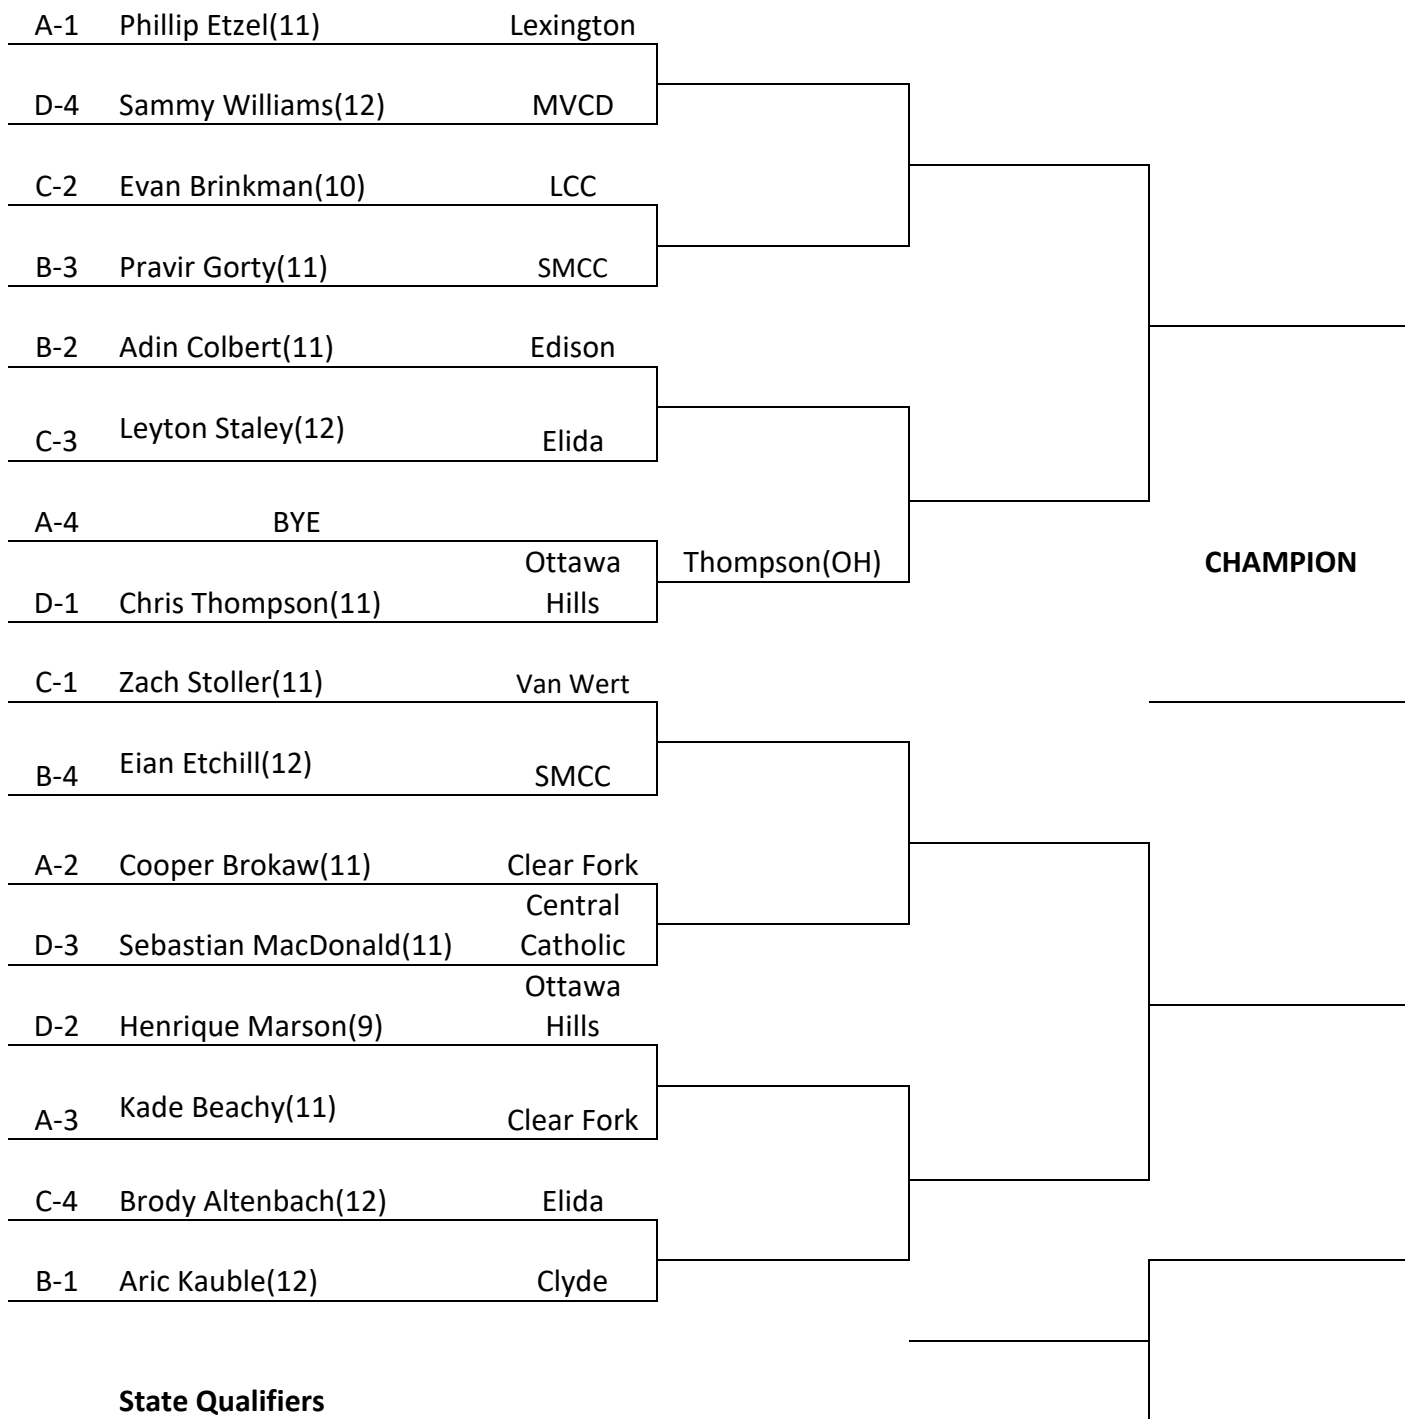 A-1 Phillip Etzel(11) Lexington
D-4 Sammy Williams(12) MVCD
C-2 Evan Brinkman(10) LCC
B-3 Pravir Gorty(11) SMCC
B-2 Adin Colbert(11) Edison
C-3 Leyton Staley(12) Elida
A-4 BYE
Ottawa Thompson(OH) CHAMPION
D-1 Chris Thompson(11) Hills
C-1 Zach Stoller(11) Van Wert
B-4 Eian Etchill(12) SMCC
A-2 Cooper Brokaw(11) Clear Fork
Central
D-3 Sebastian MacDonald(11) Catholic
Ottawa
D-2 Henrique Marson(9) Hills
A-3 Kade Beachy(11) Clear Fork
C-4 Brody Altenbach(12) Elida
B-1 Aric Kauble(12) Clyde
State Qualifiers